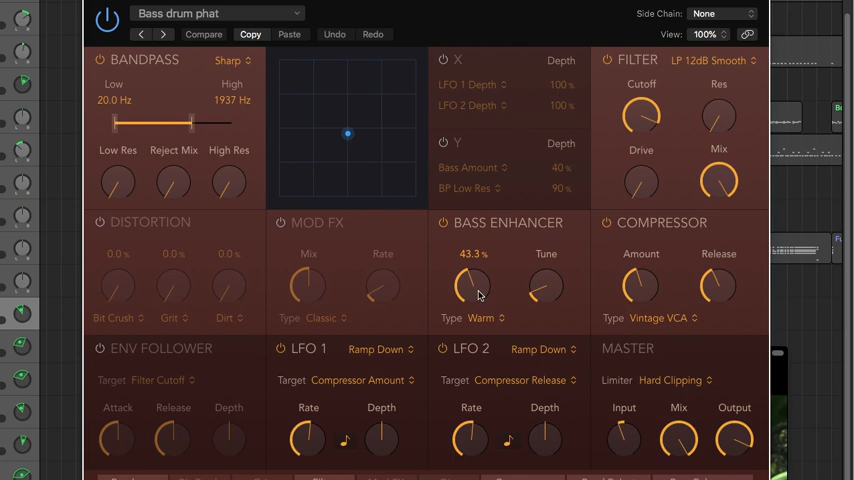 Bass drum phat
Side Chain: None
Compare Copy Paste Undo Redo
View: 100%
BANDPASS Sharp
Low High
20.0 Hz 1937 Hz
Low Res Reject Mix High Res
X Depth
LFO 1 Depth 100 %
LFO 2 Depth 100 %
Y Depth
Bass Amount 40 %
BP Low Res 90 %
FILTER LP 12dB Smooth
Cutoff Res
Drive Mix
DISTORTION
0.0 % 0.0 % 0.0 %
Bit Crush Grit Dirt
MOD FX
Mix Rate
Type Classic
BASS ENHANCER
43.3 % Tune
Type Warm
COMPRESSOR
Amount Release
Type Vintage VCA
ENV FOLLOWER
Target Filter Cutoff
Attack Release Depth
LFO 1 Ramp Down
Target Compressor Amount
Rate Depth
LFO 2 Ramp Down
Target Compressor Release
Rate Depth
MASTER
Limiter Hard Clipping
Input Mix Output